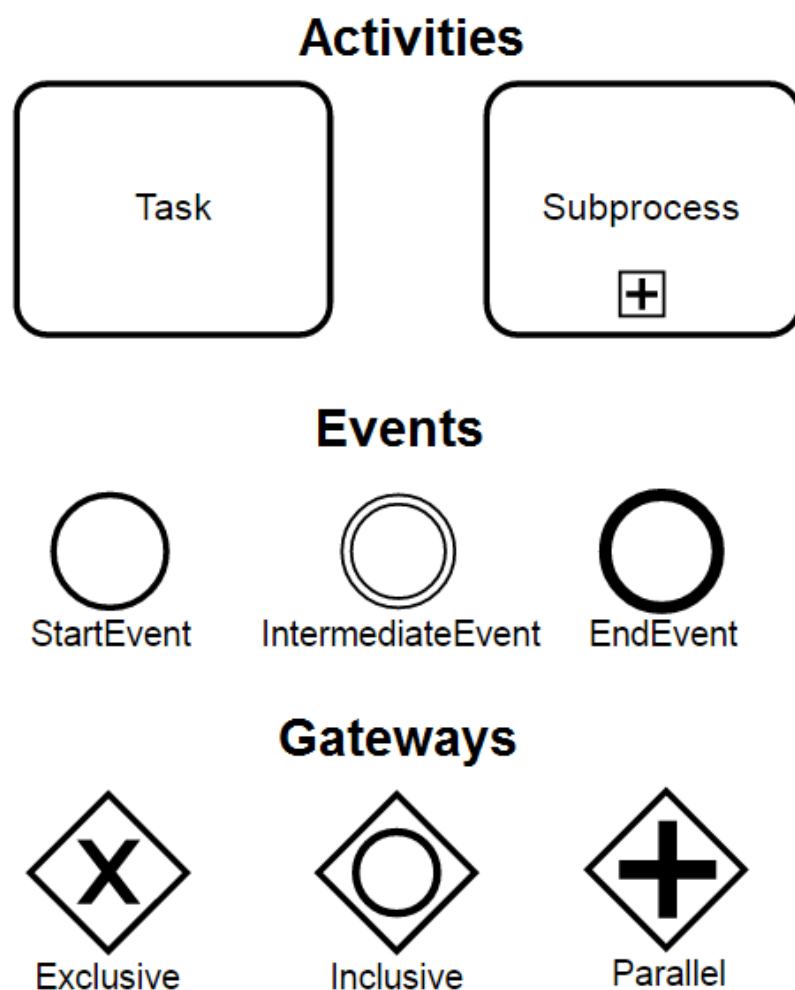 Activities
Task
Subprocess
Events
StartEvent
IntermediateEvent
EndEvent
Gateways
X
Exclusive
Inclusive
Parallel